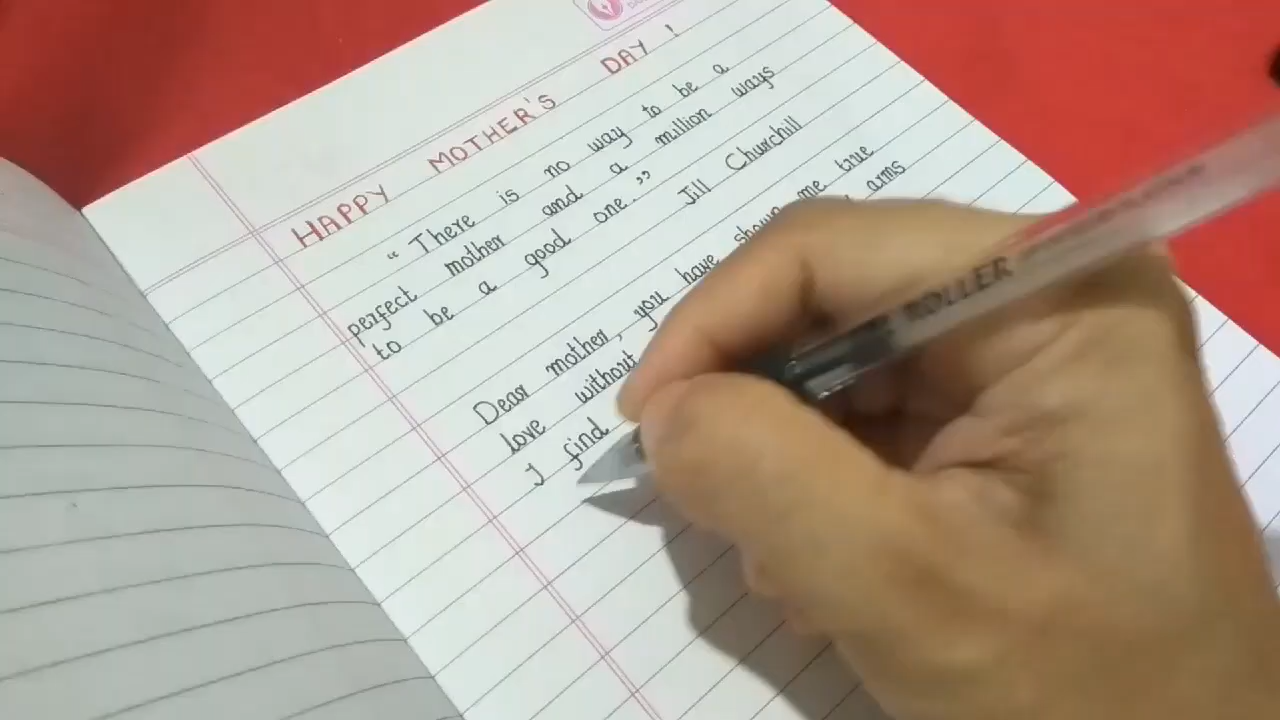 HAPPY MOTHER'S DAY !
“ There is no way to be a
perfect mother and a million ways
to be a good one.”
Jill Churchill
Dear mother, you have shown me true
love without arms
I find
ROLLER